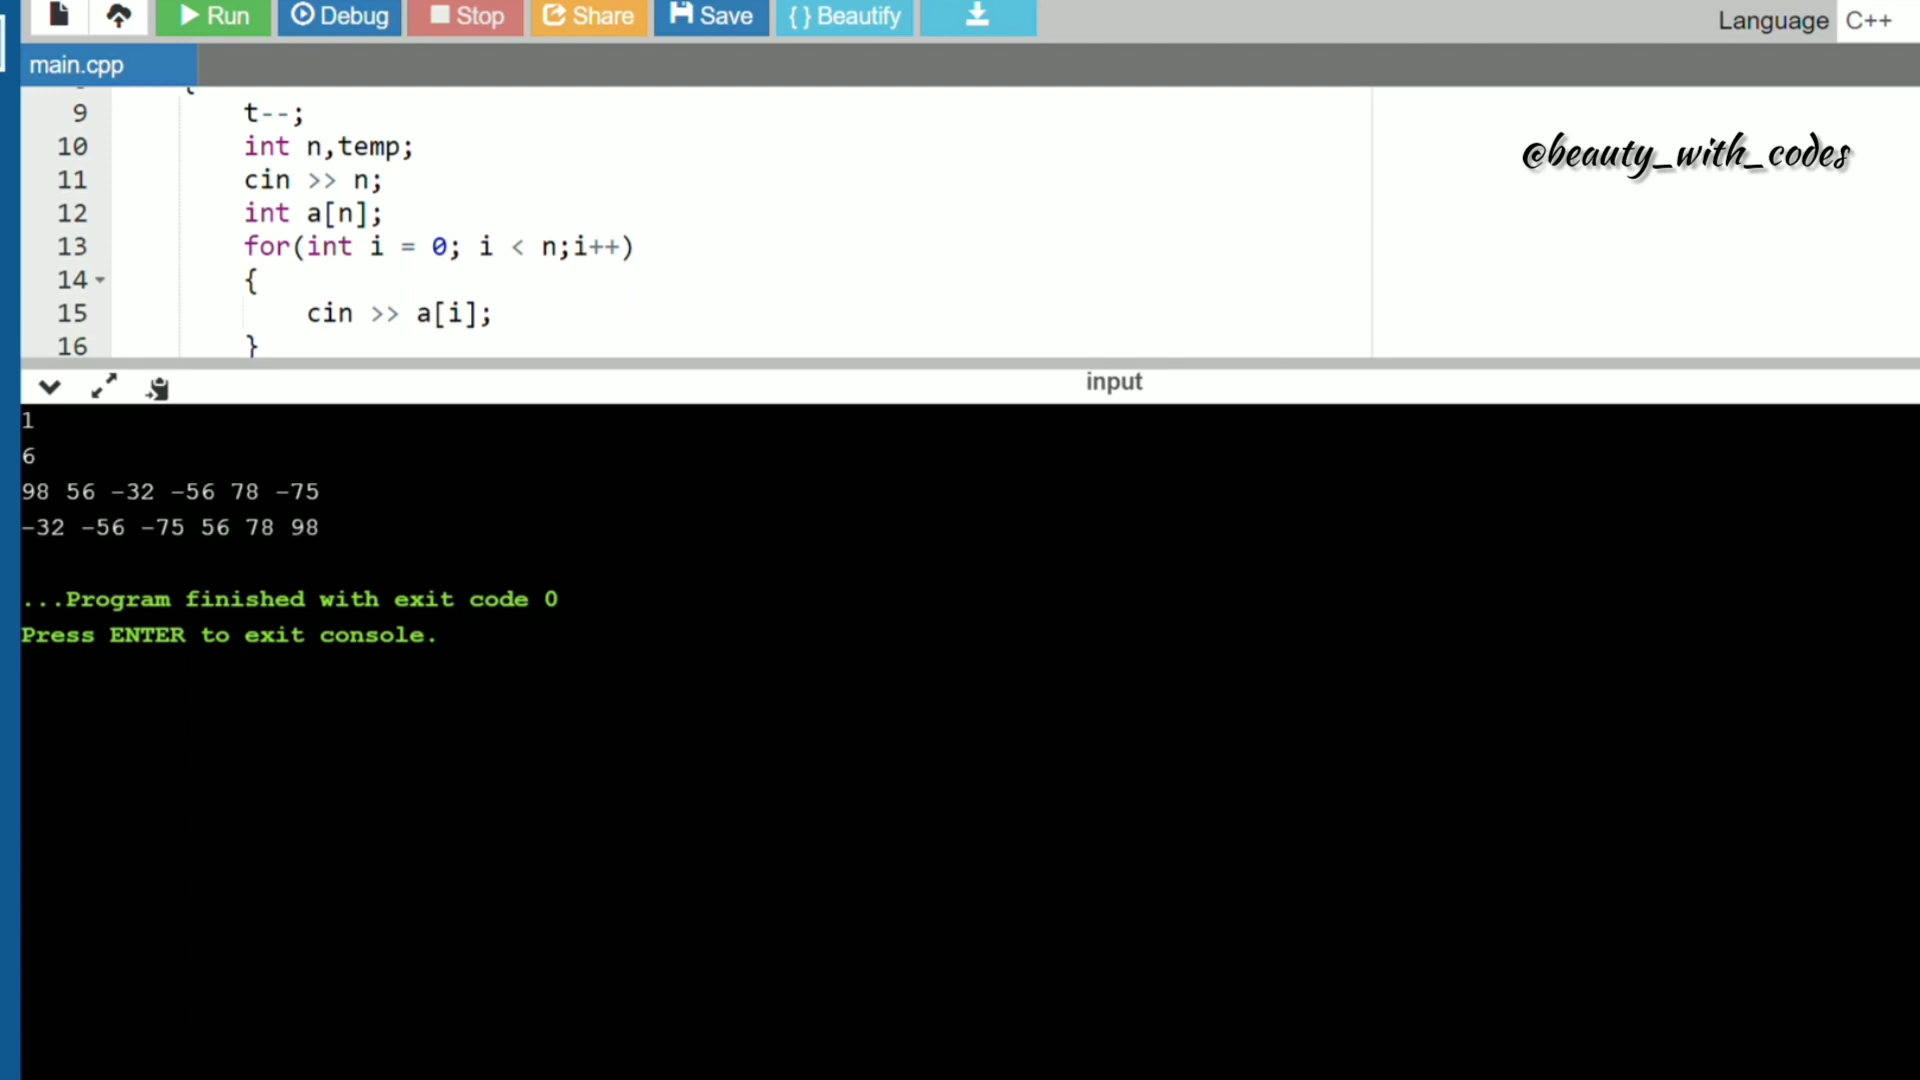 Run Debug Stop Share Save { } Beautify Language C++
main.cpp
@beauty_with_codes
9 t--;
10 int n,temp;
11 cin >> n;
12 int a[n];
13 for(int i = 0; i < n;i++)
14 {
15 cin >> a[i];
16 }
input
1
6
98 56 -32 -56 78 -75
-32 -56 -75 56 78 98
...Program finished with exit code 0
Press ENTER to exit console.